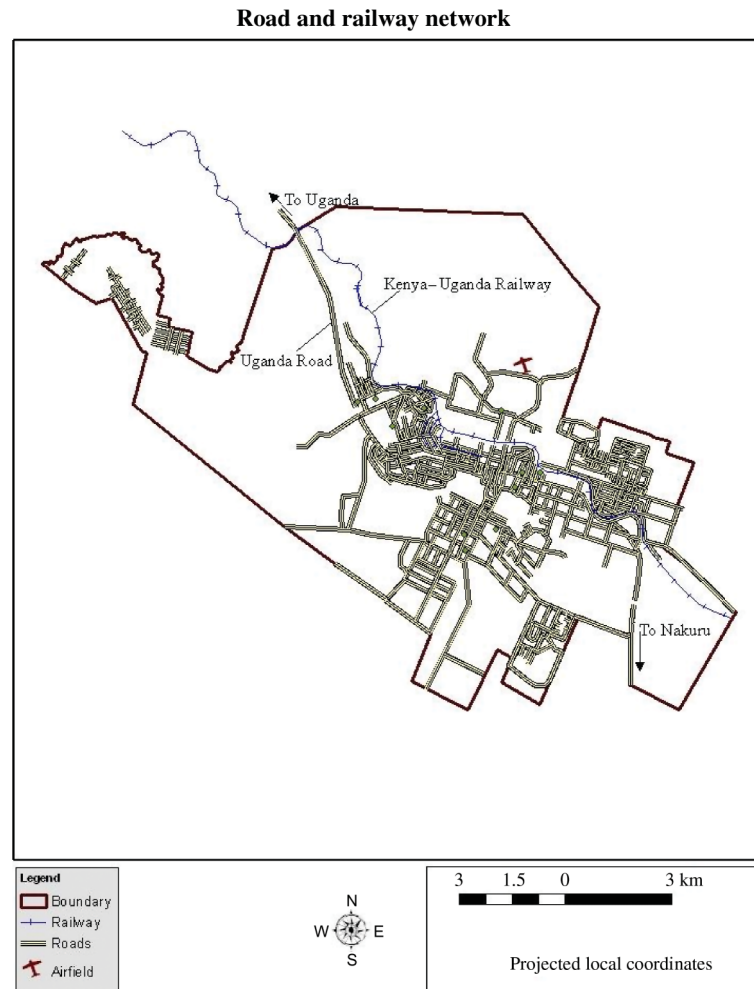 Road and railway network
To Uganda
Kenya–Uganda Railway
Uganda Road
To Nakuru
Legend
Boundary
Railway
Roads
Airfield
N
W E
S
3 1.5 0 3 km
Projected local coordinates